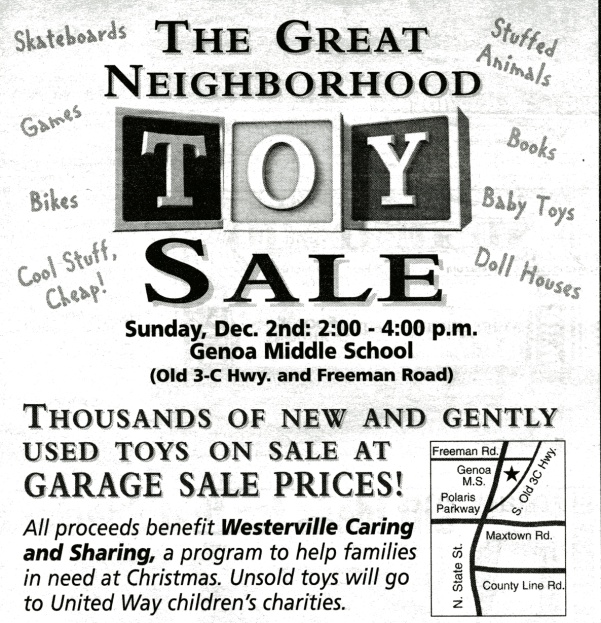 THE GREAT
NEIGHBORHOOD
TOY
SALE
Skateboards
Games
Bikes
Cool Stuff,
Cheap!
Stuffed
Animals
Books
Baby Toys
Doll Houses
Sunday, Dec. 2nd: 2:00 - 4:00 p.m.
Genoa Middle School
(Old 3-C Hwy. and Freeman Road)
THOUSANDS OF NEW AND GENTLY
USED TOYS ON SALE AT
GARAGE SALE PRICES!
All proceeds benefit Westerville Caring
and Sharing, a program to help families
in need at Christmas. Unsold toys will go
to United Way children's charities.
Freeman Rd.
Genoa
M.S.
S. Old 3C Hwy.
Polaris
Parkway
Maxtown Rd.
N. State St.
County Line Rd.